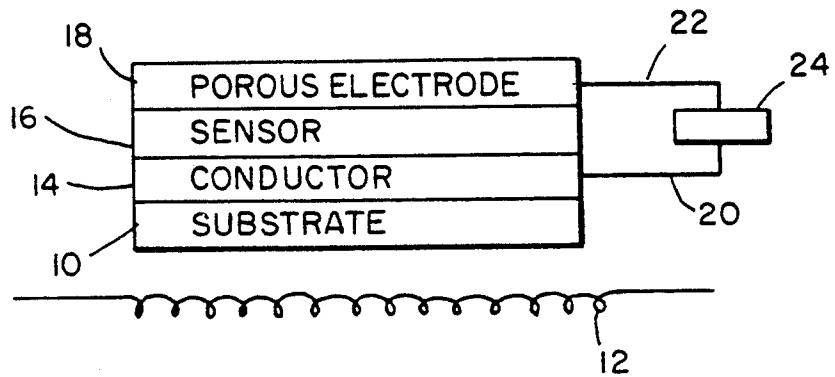 18
22
24
POROUS ELECTRODE
16
SENSOR
14
CONDUCTOR
20
SUBSTRATE
10
12